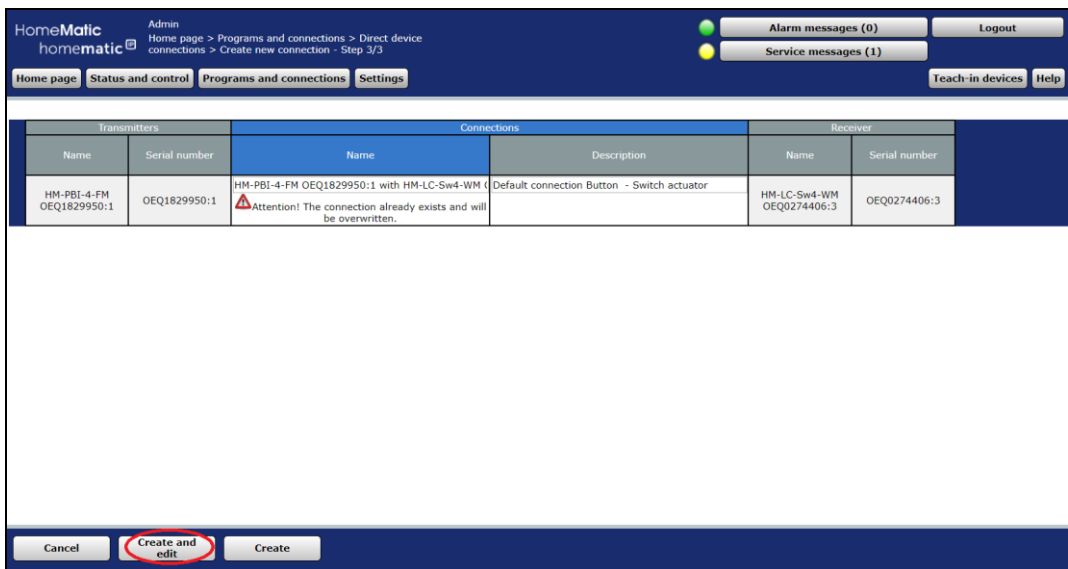 HomeMatic
homematic IP
Admin
Home page > Programs and connections > Direct device
connections > Create new connection - Step 3/3
Alarm messages (0)
Logout
Service messages (1)
Home page
Status and control
Programs and connections
Settings
Teach-in devices
Help
Transmitters
Connections
Receiver
Name
Serial number
Name
Description
Name
Serial number
HM-PBI-4-FM
OEQ1829950:1
OEQ1829950:1
HM-PBI-4-FM OEQ1829950:1 with HM-LC-Sw4-WM (
Attention! The connection already exists and will
be overwritten.
Default connection Button - Switch actuator
HM-LC-Sw4-WM
OEQ0274406:3
OEQ0274406:3
Cancel
Create and
edit
Create